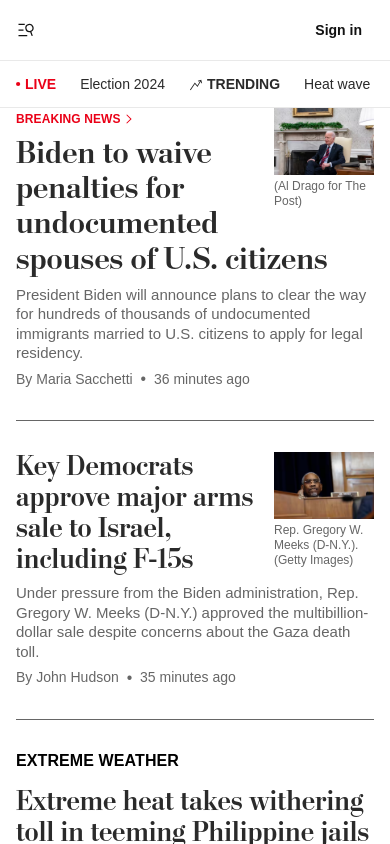 Sign in
LIVE
Election 2024
TRENDING
Heat wave
BREAKING NEWS
Biden to waive
penalties for
undocumented
spouses of U.S. citizens
(Al Drago for The
Post)
President Biden will announce plans to clear the way
for hundreds of thousands of undocumented
immigrants married to U.S. citizens to apply for legal
residency.
By Maria Sacchetti • 36 minutes ago
Key Democrats
approve major arms
sale to Israel,
including F-15s
Rep. Gregory W.
Meeks (D-N.Y.).
(Getty Images)
Under pressure from the Biden administration, Rep.
Gregory W. Meeks (D-N.Y.) approved the multibillion-
dollar sale despite concerns about the Gaza death
toll.
By John Hudson • 35 minutes ago
EXTREME WEATHER
Extreme heat takes withering
toll in teeming Philippine jails